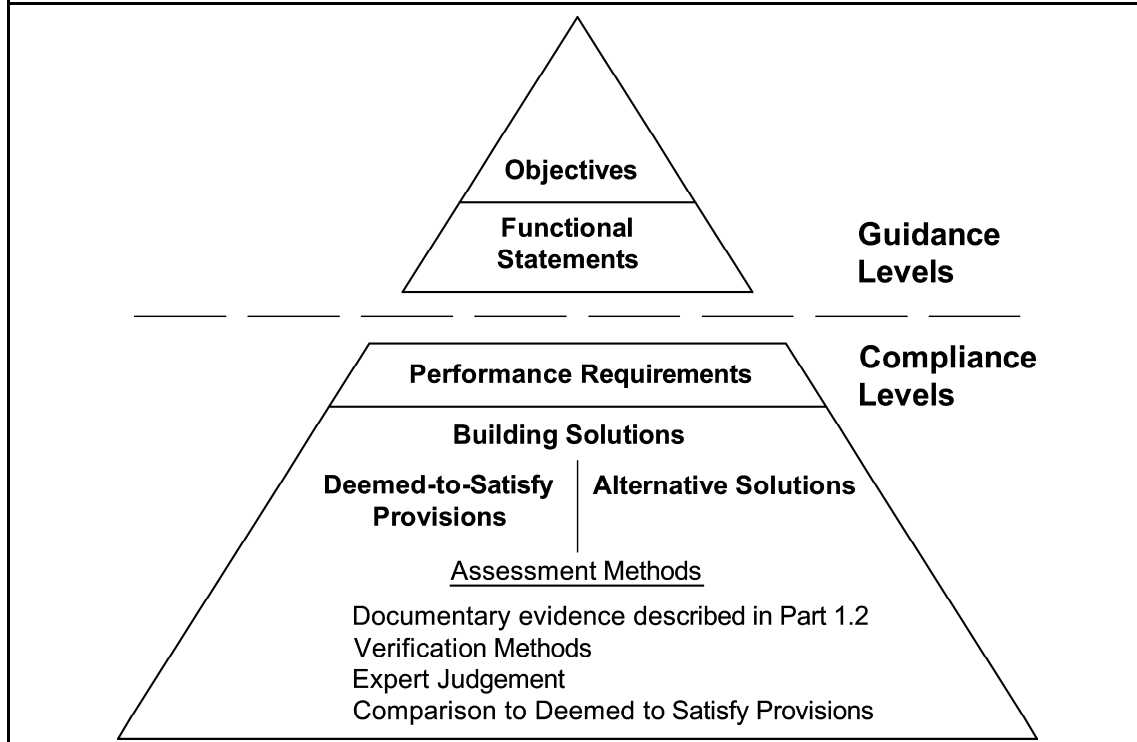 Objectives
Functional
Statements
Guidance
Levels
Compliance
Levels
Performance Requirements
Building Solutions
Deemed-to-Satisfy
Provisions
Alternative Solutions
Assessment Methods
Documentary evidence described in Part 1.2
Verification Methods
Expert Judgement
Comparison to Deemed to Satisfy Provisions